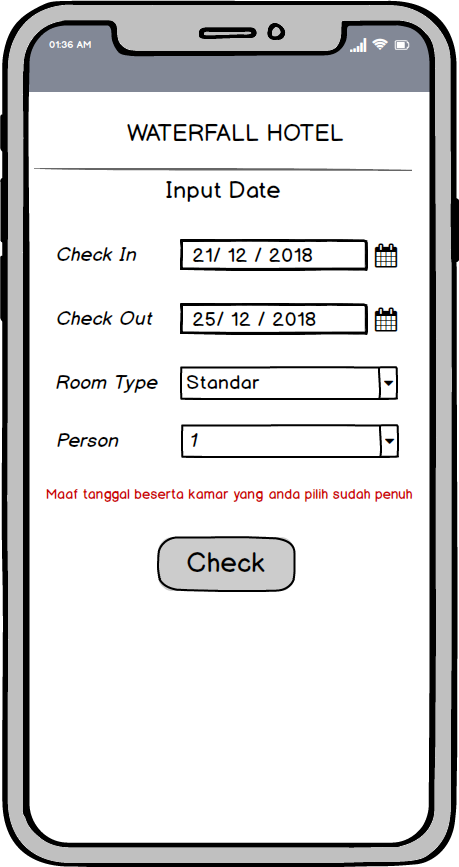 01:36 AM
WATERFALL HOTEL
Input Date
Check In 21/ 12 / 2018
Check Out 25/ 12 / 2018
Room Type Standar
Person 1
Maaf tanggal beserta kamar yang anda pilih sudah penuh
Check